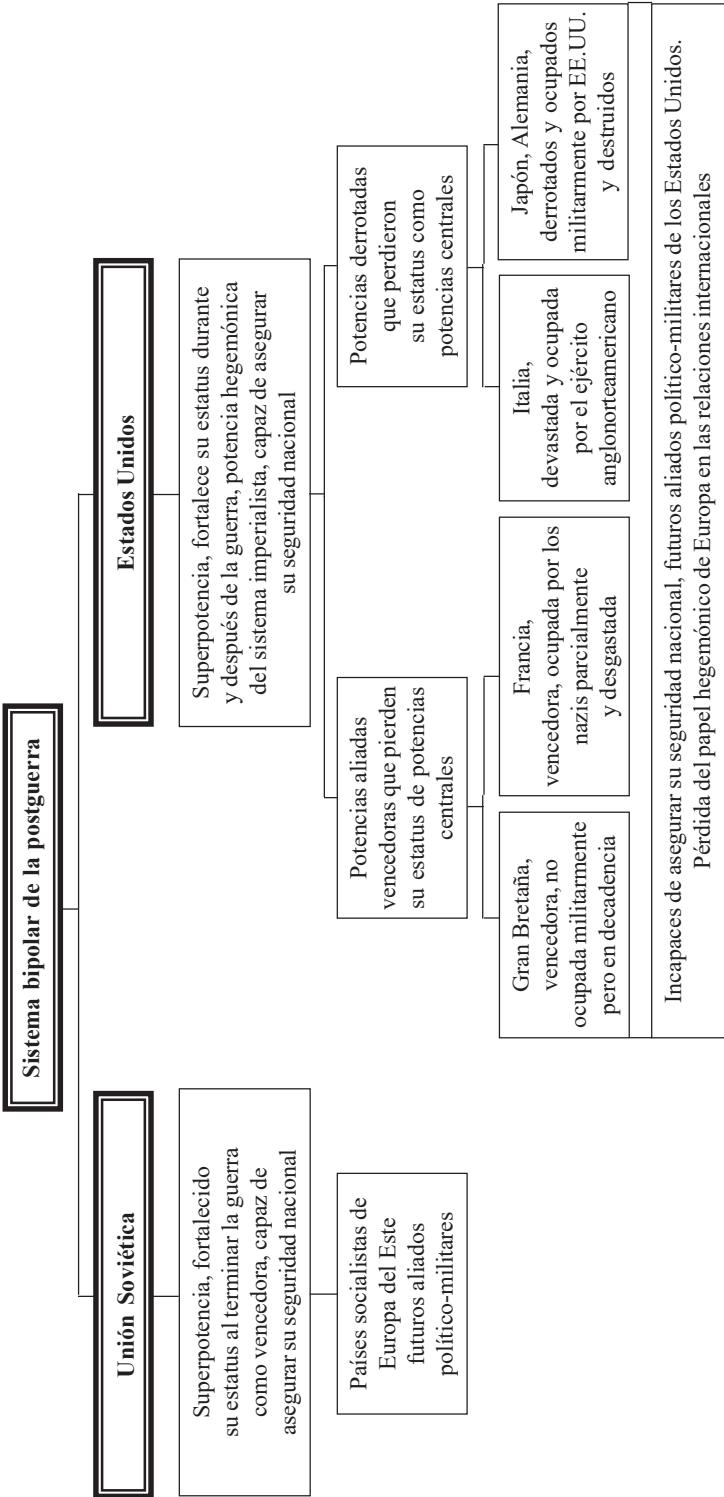 Sistema bipolar de la postguerra
Unión Soviética
Superpotencia, fortalecido
su estatus al terminar la guerra
como vencedora, capaz de
asegurar su seguridad nacional
Países socialistas de
Europa del Este
futuros aliados
político-militares
Estados Unidos
Superpotencia, fortalece su estatus durante
y después de la guerra, potencia hegemónica
del sistema imperialista, capaz de asegurar
su seguridad nacional
Potencias aliadas
vencedoras que pierden
su estatus de potencias
centrales
Potencias derrotadas
que perdieron
su estatus como
potencias centrales
Gran Bretaña,
vencedora, no
ocupada militarmente
pero en decadencia
Francia,
vencedora, ocupada por los
nazis parcialmente
y desgastada
Italia,
devastada y ocupada
por el ejército
anglonorteamericano
Japón, Alemania,
derrotados y ocupados
militarmente por EE.UU.
y destruidos
Incapaces de asegurar su seguridad nacional, futuros aliados político-militares de los Estados Unidos.
Pérdida del papel hegemónico de Europa en las relaciones internacionales